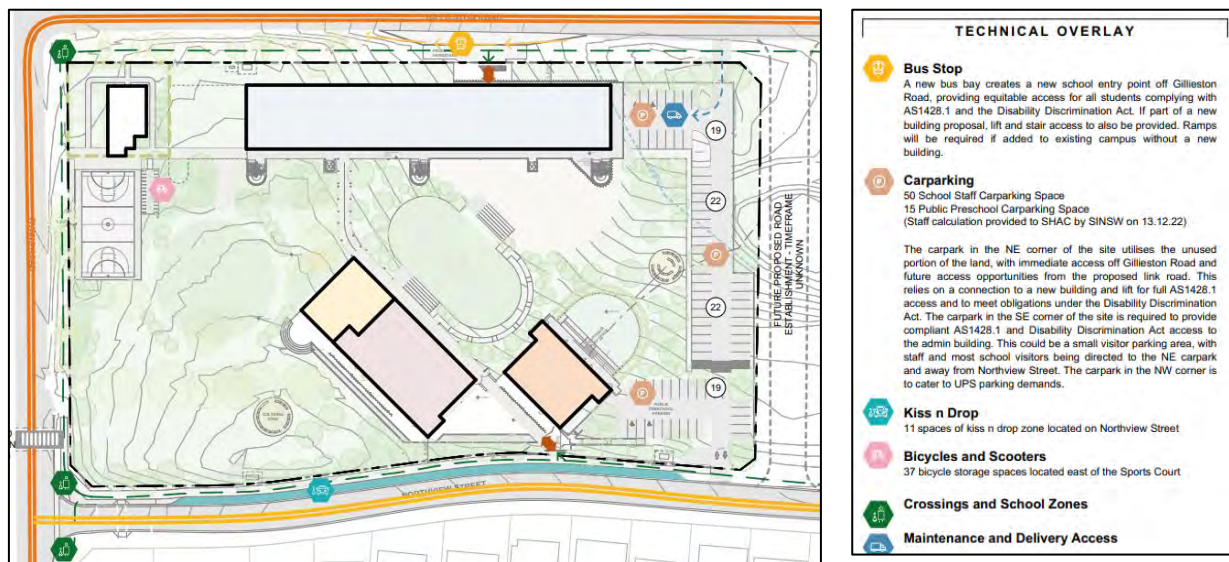 19
22
FUTURE PROPOSED ROAD
ESTABLISHMENT - TIMEFRAME
UNKNOWN
22
19
PUBLIC
PRESCHOOL
PARKING
NORTHVIEW STREET
TECHNICAL OVERLAY
Bus Stop
A new bus bay creates a new school entry point off Gillieston
Road, providing equitable access for all students complying with
AS1428.1 and the Disability Discrimination Act. If part of a new
building proposal, lift and stair access to also be provided. Ramps
will be required if added to existing campus without a new
building.
Carparking
50 School Staff Carparking Space
15 Public Preschool Carparking Space
(Staff calculation provided to SHAC by SINSW on 13.12.22)
The carpark in the NE corner of the site utilises the unused
portion of the land, with immediate access off Gillieston Road and
future access opportunities from the proposed link road. This
relies on a connection to a new building and lift for full AS1428.1
access and to meet obligations under the Disability Discrimination
Act. The carpark in the SE corner of the site is required to provide
compliant AS1428.1 and Disability Discrimination Act access to
the admin building. This could be a small visitor parking area, with
staff and most school visitors being directed to the NE carpark
and away from Northview Street. The carpark in the NW corner is
to cater to UPS parking demands.
Kiss n Drop
11 spaces of kiss n drop zone located on Northview Street
Bicycles and Scooters
37 bicycle storage spaces located east of the Sports Court
Crossings and School Zones
Maintenance and Delivery Access